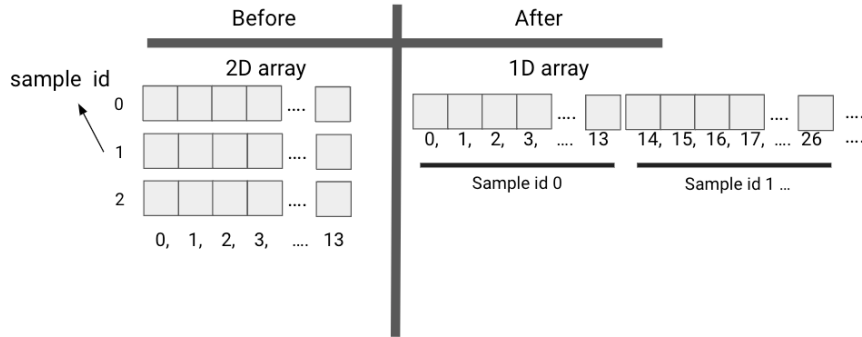 Before After
2D array 1D array
sample id
0
1
2
0, 1, 2, 3, .... 13
.... .... ....
....
....
0, 1, 2, 3, .... 13 14, 15, 16, 17, .... 26 ....
Sample id 0 Sample id 1 ...